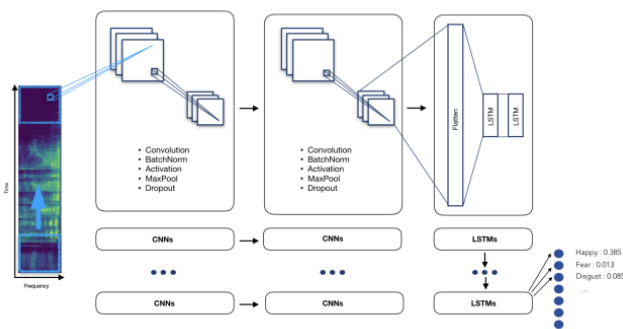 Time
Frequency
• Convolution
• BatchNorm
• Activation
• MaxPool
• Dropout
• Convolution
• BatchNorm
• Activation
• MaxPool
• Dropout
Flatten
LSTM
LSTM
CNNs
CNNs
LSTMs
CNNs
CNNs
LSTMs
Happy : 0.385
Fear : 0.013
Disgust : 0.085
...